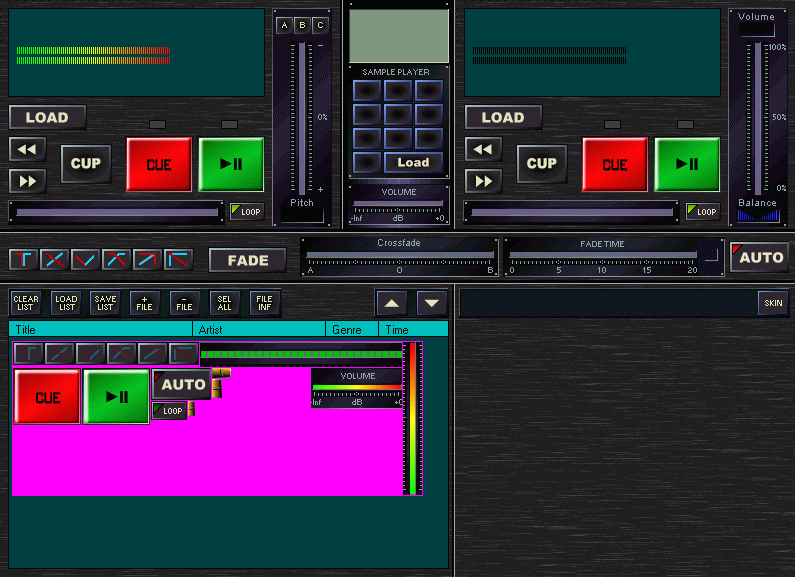 A B C
Volume
100%
SAMPLE PLAYER
LOAD
0%
LOAD
50%
CUP
CUE
Load
CUP
CUE
+
0%
VOLUME
Pitch
Balance
LOOP
-Inf dB +0
LOOP
Crossfade
FADE TIME
FADE
A O B
0 5 10 15 20
AUTO
CLEAR LIST
LOAD LIST
SAVE LIST
+ FILE
- FILE
SEL ALL
FILE INF
SKIN
Title Artist Genre Time
CUE
AUTO
VOLUME
LOOP
-Inf dB +0